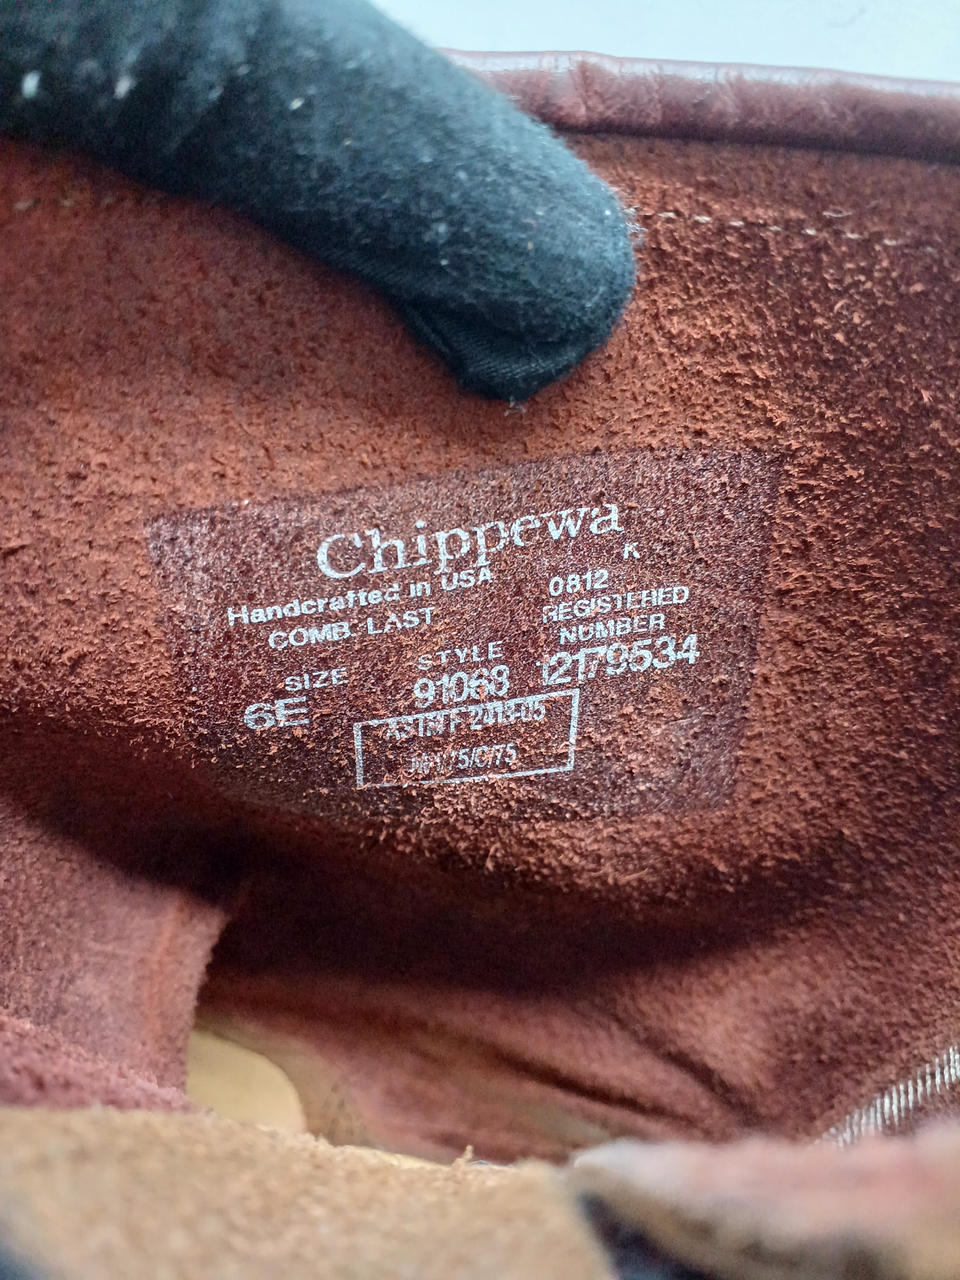 Chippewa
K
Handcrafted in USA 0812
COMB LAST REGISTERED
NUMBER
SIZE STYLE 12179534
6E 91068
ASTM F 2413-05
/75/C/75